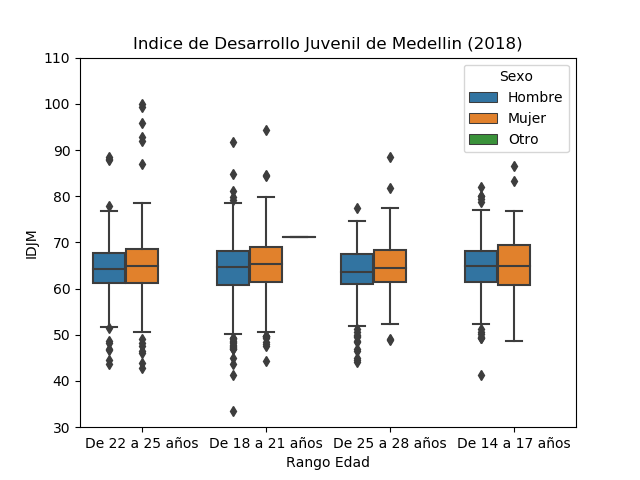 Indice de Desarrollo Juvenil de Medellin (2018)
110
100
90
80
70
60
50
40
30
IDJM
Sexo
Hombre
Mujer
Otro
De 22 a 25 años
De 18 a 21 años
De 25 a 28 años
De 14 a 17 años
Rango Edad